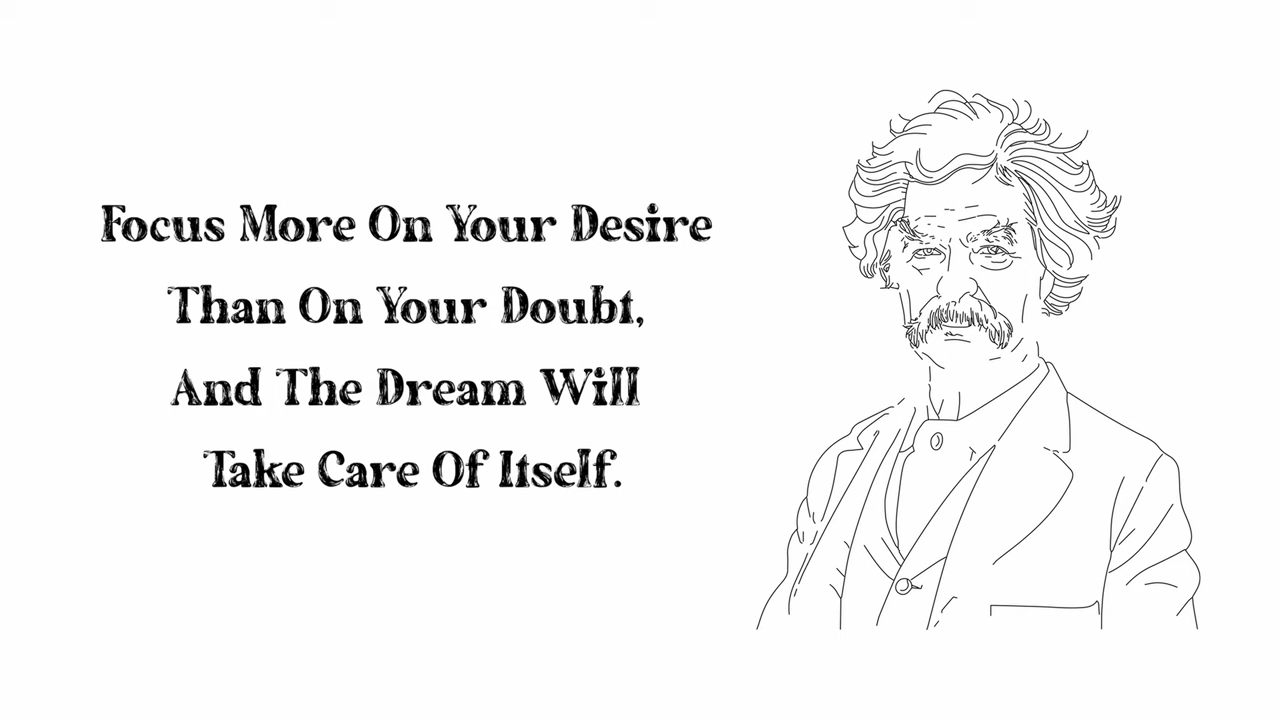 Focus More On Your Desire
Than On Your Doubt,
And The Dream Will
Take Care Of Itself.